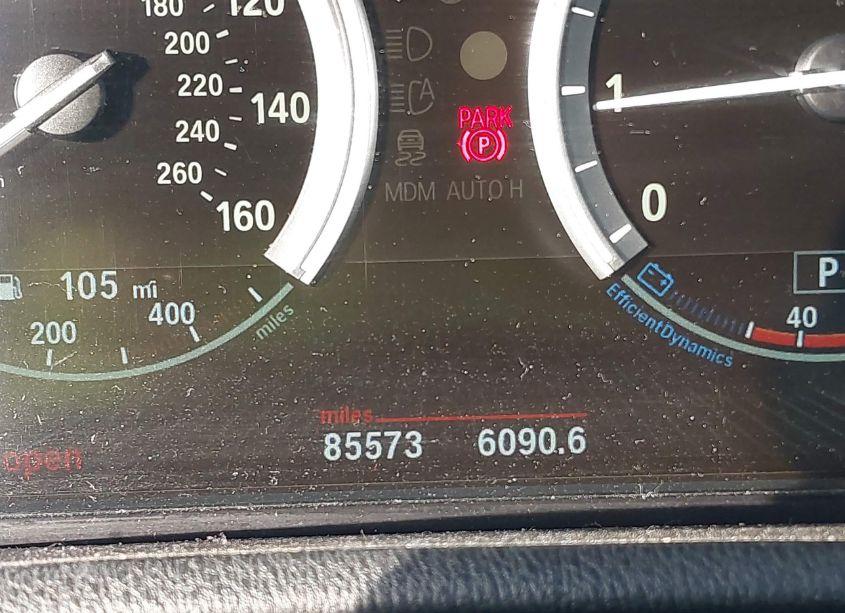 180
120
200
220
140
240
260
160
105 mi
200
400
miles
A
PARK
P
MDM AUTO H
1
0
P
EfficientDynamics
40
miles
85573 6090.6
open